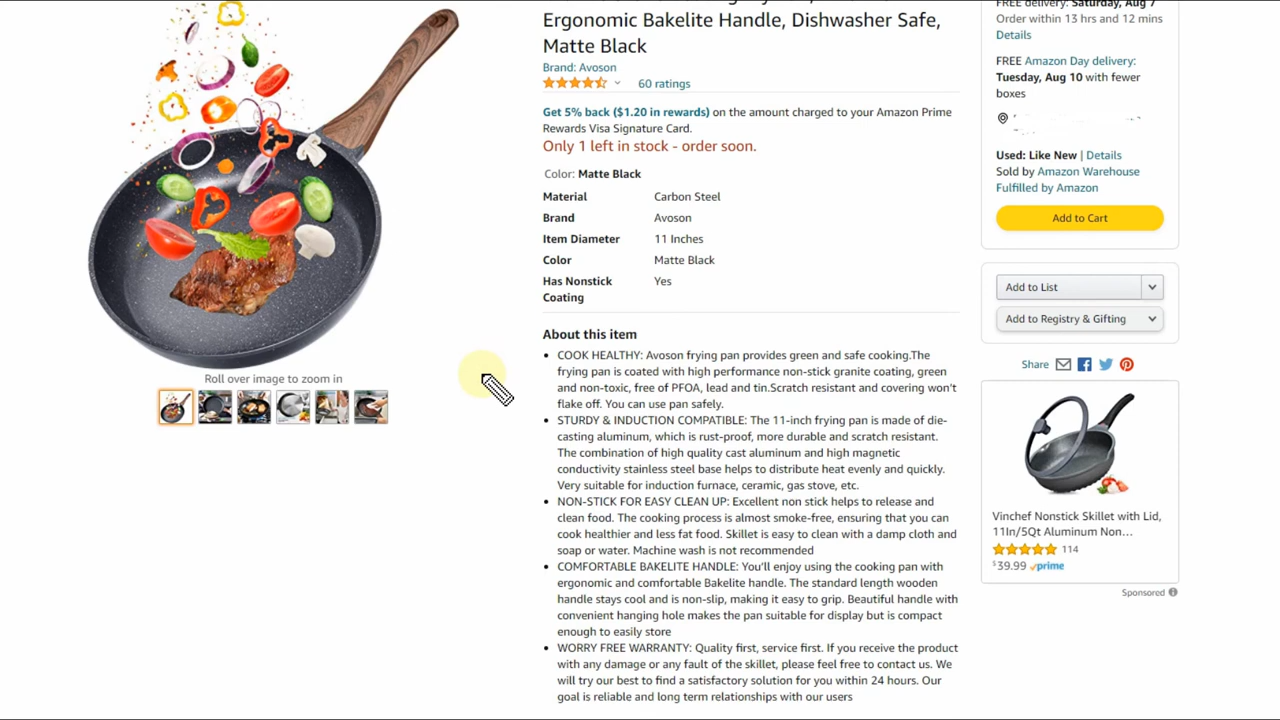 Ergonomic Bakelite Handle, Dishwasher Safe,
Matte Black
Brand: Avoson
60 ratings
Get 5% back ($1.20 in rewards) on the amount charged to your Amazon Prime
Rewards Visa Signature Card.
Only 1 left in stock - order soon.
Color: Matte Black
Material Carbon Steel
Brand Avoson
Item Diameter 11 Inches
Color Matte Black
Has Nonstick Yes
Coating
About this item
• COOK HEALTHY: Avoson frying pan provides green and safe cooking.The
frying pan is coated with high performance non-stick granite coating, green
and non-toxic, free of PFOA, lead and tin.Scratch resistant and covering won't
flake off. You can use pan safely.
• STURDY & INDUCTION COMPATIBLE: The 11-inch frying pan is made of die-
casting aluminum, which is rust-proof, more durable and scratch resistant.
The combination of high quality cast aluminum and high magnetic
conductivity stainless steel base helps to distribute heat evenly and quickly.
Very suitable for induction furnace, ceramic, gas stove, etc.
• NON-STICK FOR EASY CLEAN UP: Excellent non stick helps to release and
clean food. The cooking process is almost smoke-free, ensuring that you can
cook healthier and less fat food. Skillet is easy to clean with a damp cloth and
soap or water. Machine wash is not recommended
• COMFORTABLE BAKELITE HANDLE: You'll enjoy using the cooking pan with
ergonomic and comfortable Bakelite handle. The standard length wooden
handle stays cool and is non-slip, making it easy to grip. Beautiful handle with
convenient hanging hole makes the pan suitable for display but is compact
enough to easily store
• WORRY FREE WARRANTY: Quality first, service first. If you receive the product
with any damage or any fault of the skillet, please feel free to contact us. We
will try our best to find a satisfactory solution for you within 24 hours. Our
goal is reliable and long term relationships with our users
Roll over image to zoom in
FREE delivery: Saturday, Aug 7
Order within 13 hrs and 12 mins
Details
FREE Amazon Day delivery:
Tuesday, Aug 10 with fewer
boxes
Used: Like New | Details
Sold by Amazon Warehouse
Fulfilled by Amazon
Add to Cart
Add to List
Add to Registry & Gifting
Share
Vinchef Nonstick Skillet with Lid,
11In/5Qt Aluminum Non…
114
$39.99 prime
Sponsored